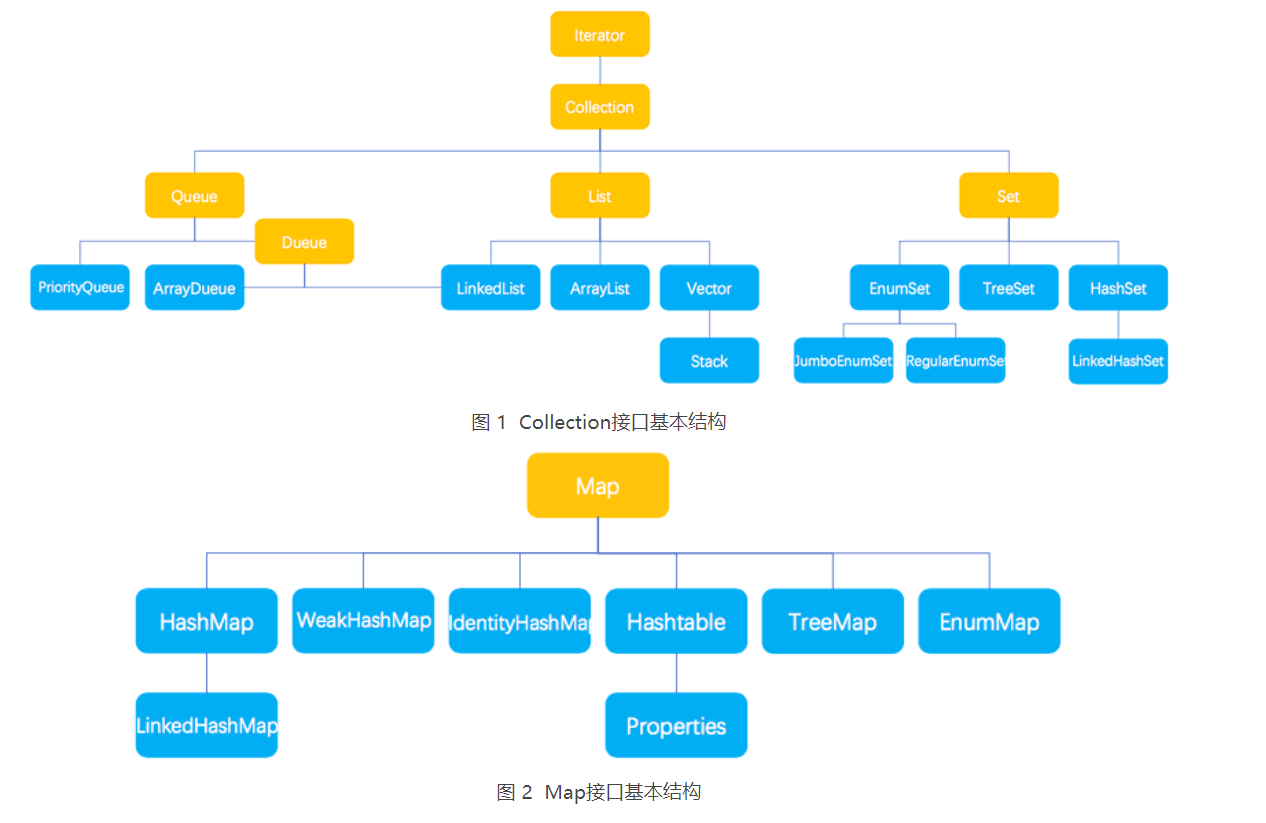 Iterator
Collection
Queue
List
Set
Dueue
PriorityQueue
ArrayDueue
LinkedList
ArrayList
Vector
EnumSet
TreeSet
HashSet
Stack
JumboEnumSet
RegularEnumSet
LinkedHashSet
图 1 Collection接口基本结构
Map
HashMap
WeakHashMap
IdentityHashMap
Hashtable
TreeMap
EnumMap
LinkedHashMap
Properties
图 2 Map接口基本结构